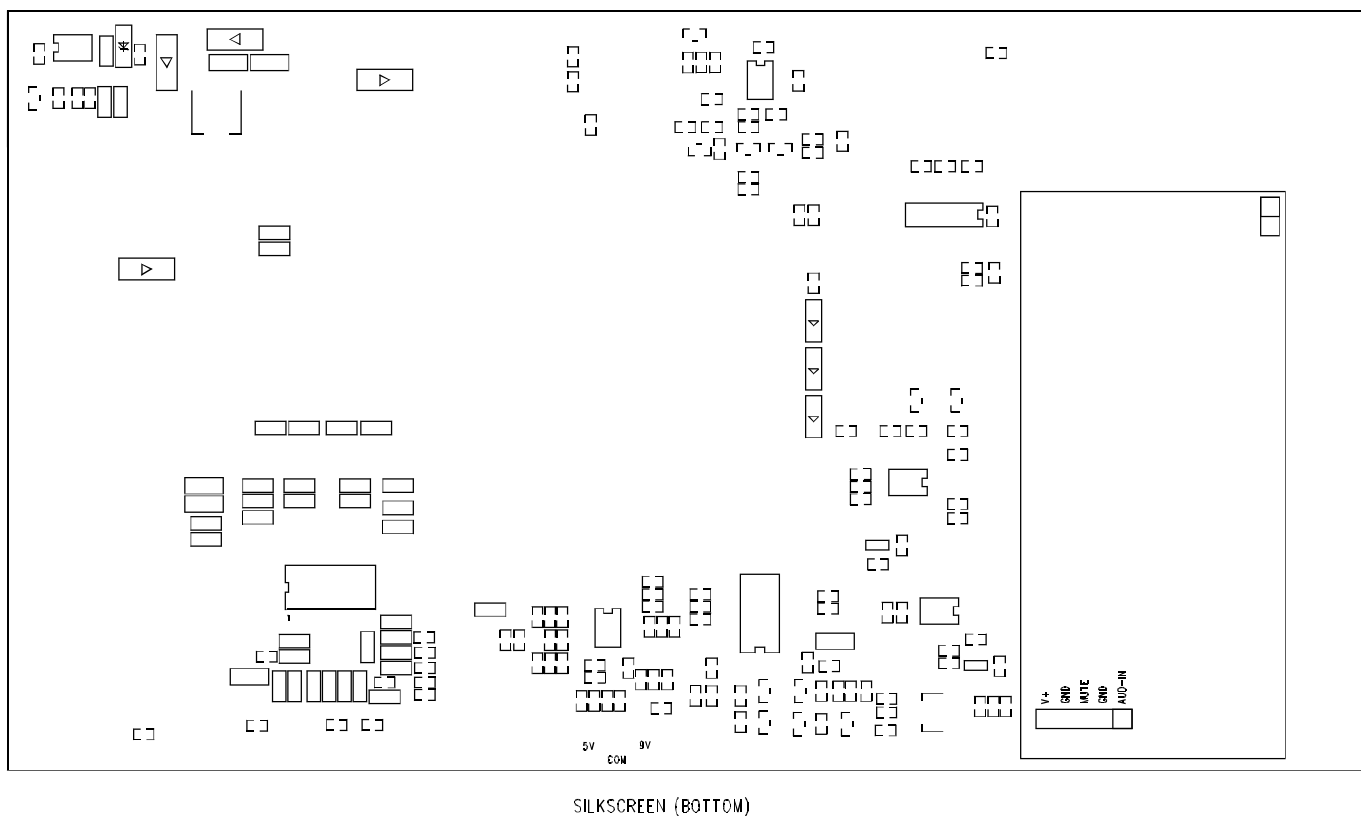 V+
GND
MUTE
GND
AUD-IN
5V
9V
COM
SILKSCREEN (BOTTOM)